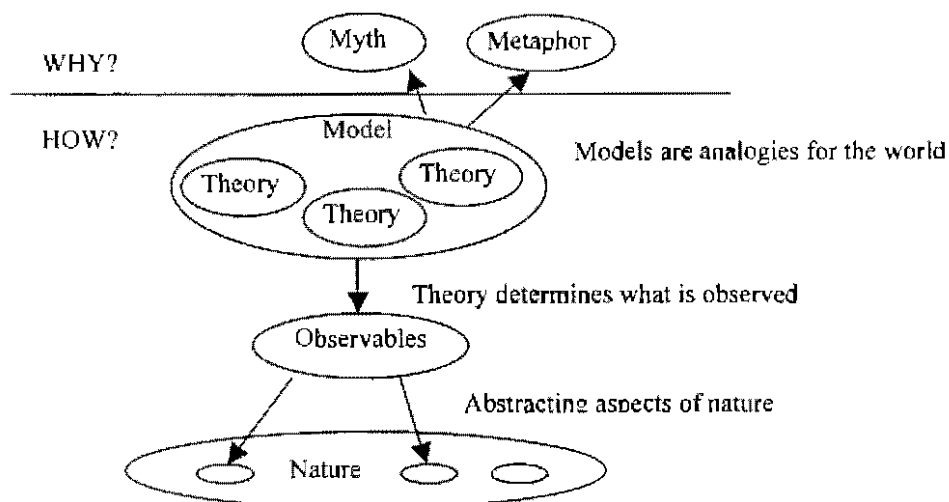 Myth
Metaphor
WHY?
HOW?
Model
Models are analogies for the world
Theory
Theory
Theory
Theory determines what is observed
Observables
Abstracting aspects of nature
Nature